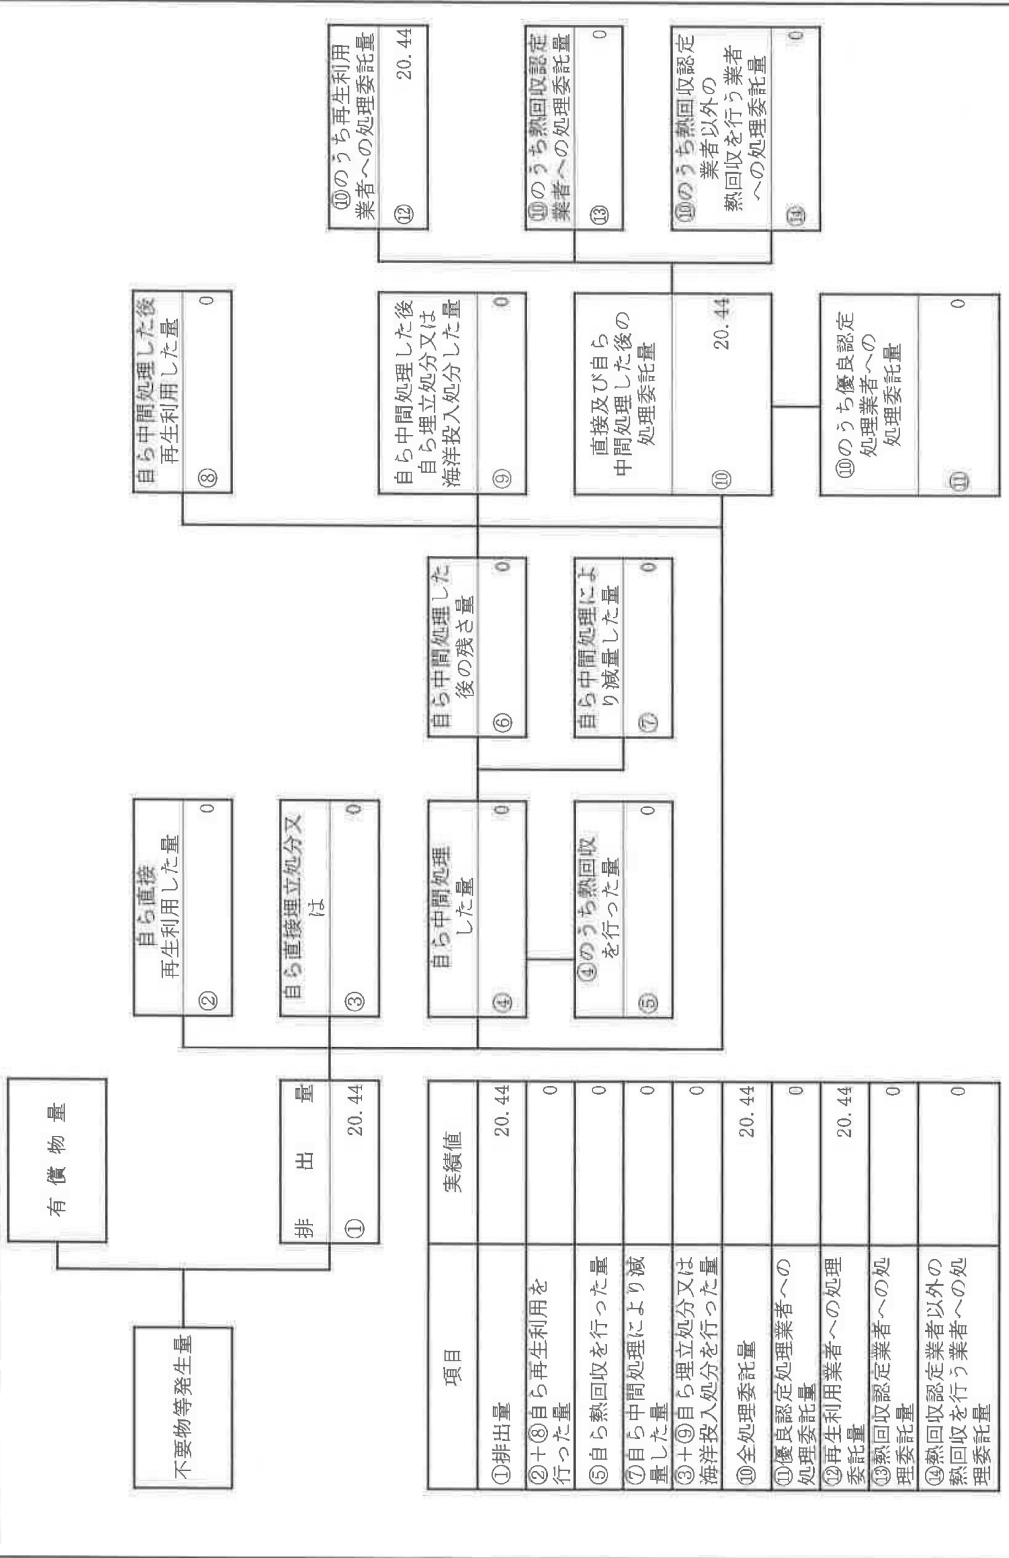 有 償 物 量
不要物等発生量
排 出 量
① 20.44
自ら直接
再生利用した量
② 0
自ら直接埋立処分又
は
③ 0
自ら中間処理
した量
④ 0
④のうち熱回収
を行った量
⑤ 0
自ら中間処理した
後の残さ量
⑥ 0
自ら中間処理によ
り減量した量
⑦ 0
自ら中間処理した後
再生利用した量
⑧ 0
自ら中間処理した後
自ら埋立処分又は
海洋投入処分した量
⑨ 0
直接及び自ら
中間処理した後の
処理委託量
⑩ 20.44
⑩のうち優良認定
処理業者への
処理委託量
⑪ 0
⑩のうち再生利用
業者への処理委託量
⑫ 20.44
⑩のうち熱回収認定
業者への処理委託量
⑬ 0
⑩のうち熱回収認定
業者以外の
熱回収を行う業者
への処理委託量
⑭ 0
項目 実績値
①排出量 20.44
②+⑧自ら再生利用を
行った量 0
⑤自ら熱回収を行った量 0
⑦自ら中間処理により減
量した量 0
③+⑨自ら埋立処分又は
海洋投入処分を行った量 0
⑩全処理委託量 20.44
⑪優良認定処理業者への
処理委託量 0
⑫再生利用業者への処理
委託量 20.44
⑬熱回収認定業者への処
理委託量 0
⑭熱回収認定業者以外の
熱回収を行う業者への処
理委託量 0